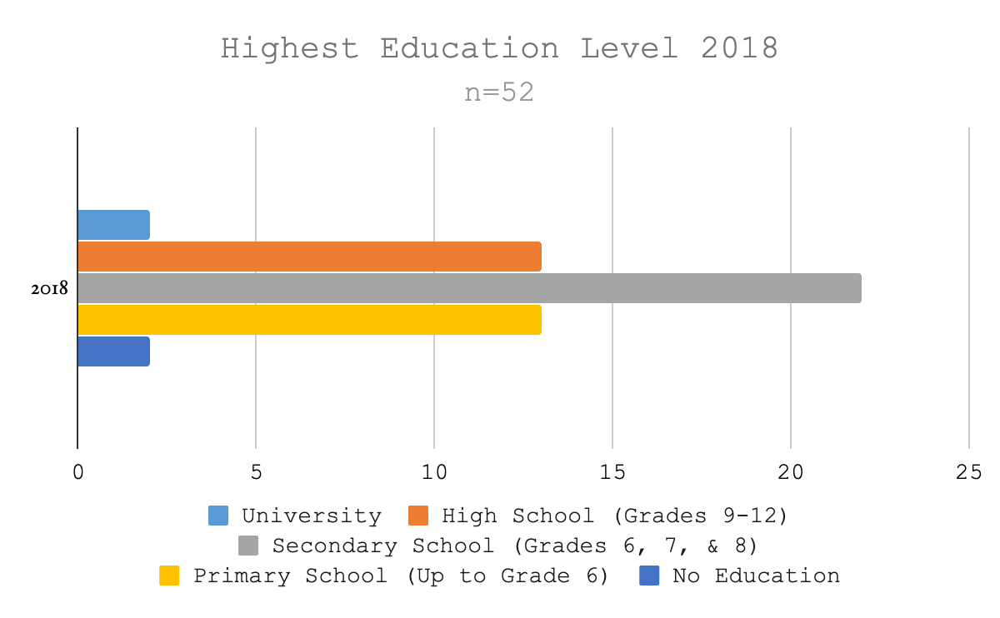 Highest Education Level 2018
n=52
2018
0 5 10 15 20 25
University High School (Grades 9-12)
Secondary School (Grades 6, 7, & 8)
Primary School (Up to Grade 6) No Education